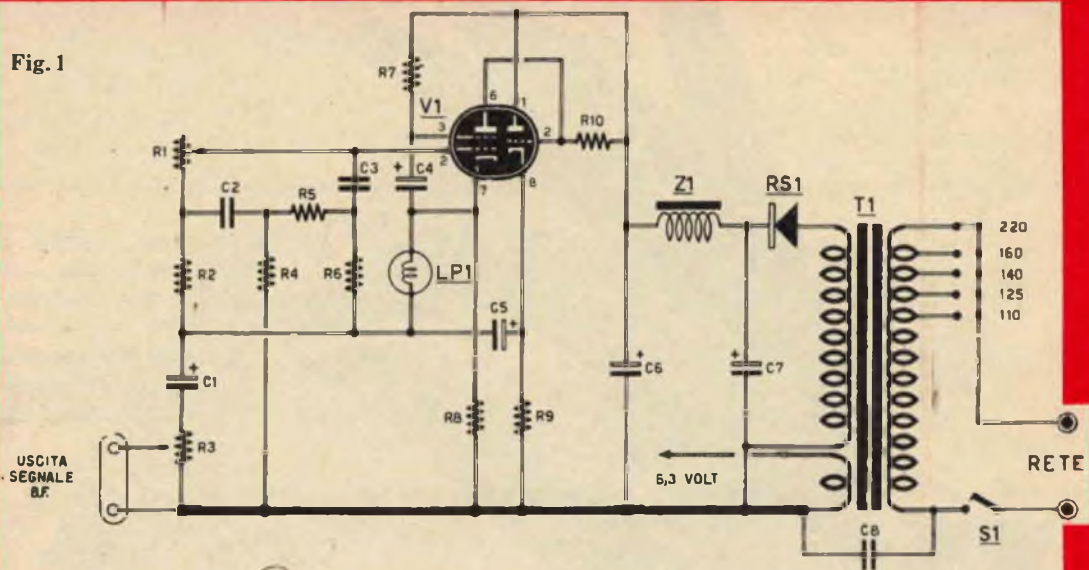 Fig. 1
R7
V1
6
1
3
2
2
R10
7
8
R1
C3
C4
+
C2
R5
Z1
RS1
T1
220
160
140
125
110
R2
R4
R6
LP1
C5
+
+
C6
+
C7
+
C1
R3
R8
R9
USCITA
SEGNALE
B.F.
6,3 VOLT
RETE
C8
S1